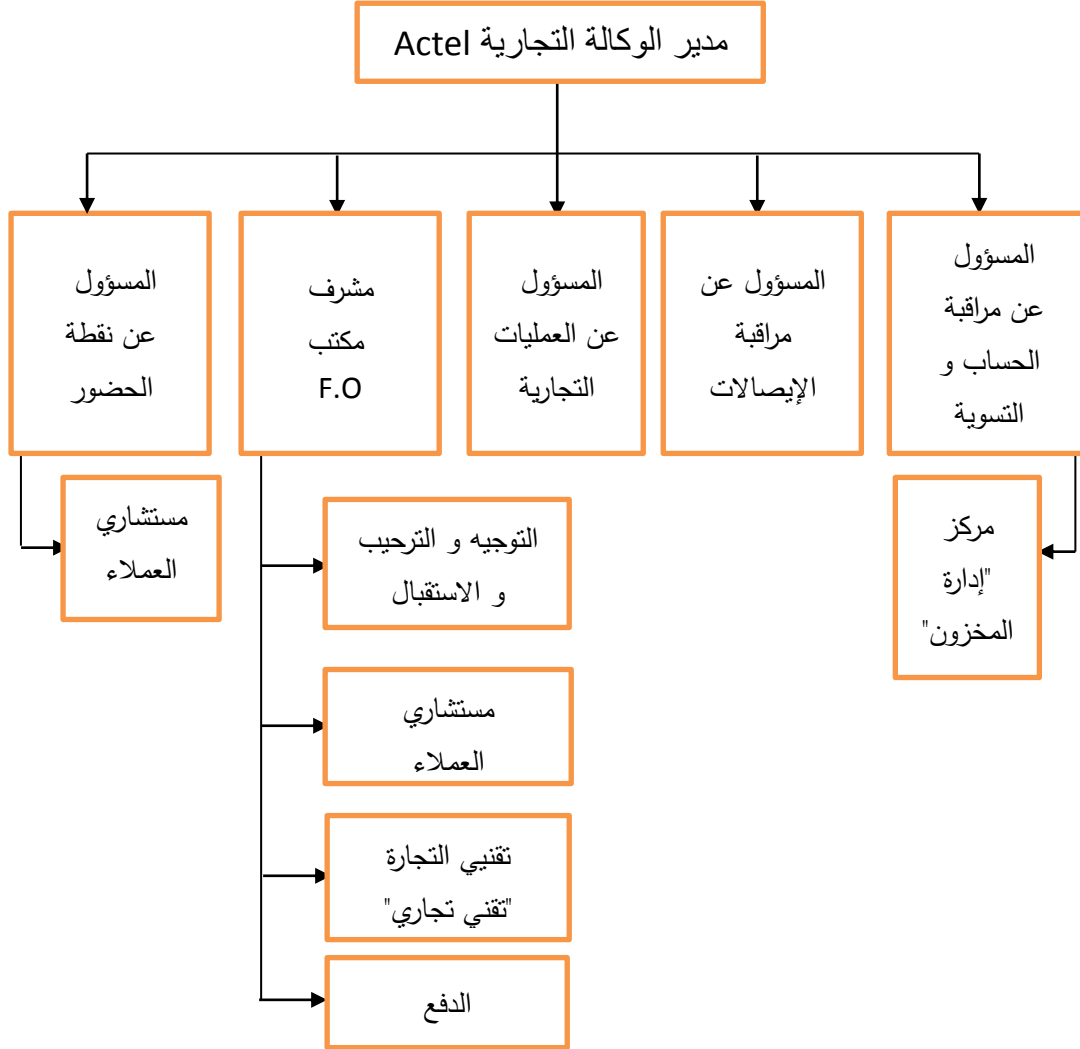 مدير الوكالة التجارية Actel
المسؤول
عن مراقبة
الحساب و
التسوية
المسؤول عن
مراقبة
الإيصالات
المسؤول
عن العمليات
التجارية
مشرف
مكتب
F.O
المسؤول
عن نقطة
الحضور
مركز
"إدارة
المخزون"
التوجيه و الترحيب
و الاستقبال
مستشاري
العملاء
تقنيي التجارة
"تقني تجاري"
الدفع
مستشاري
العملاء